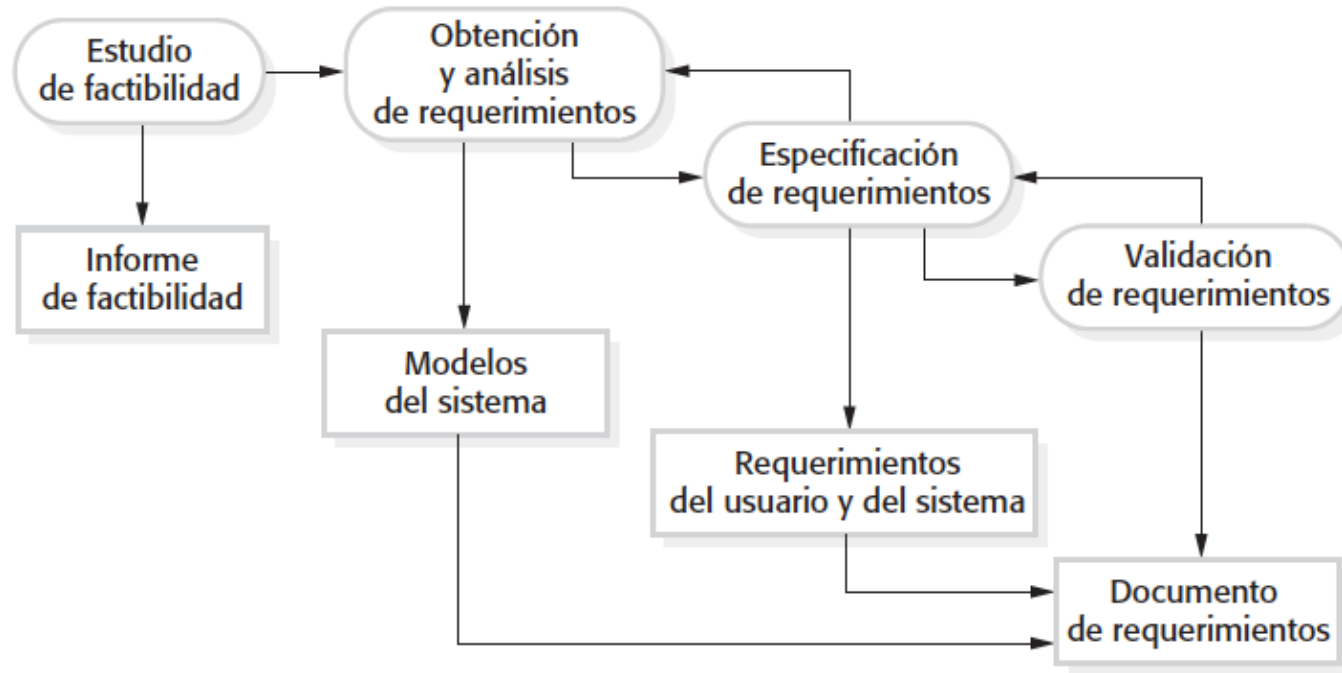 Estudio
de factibilidad
Obtención
y análisis
de requerimientos
Especificación
de requerimientos
Validación
de requerimientos
Informe
de factibilidad
Modelos
del sistema
Requerimientos
del usuario y del sistema
Documento
de requerimientos